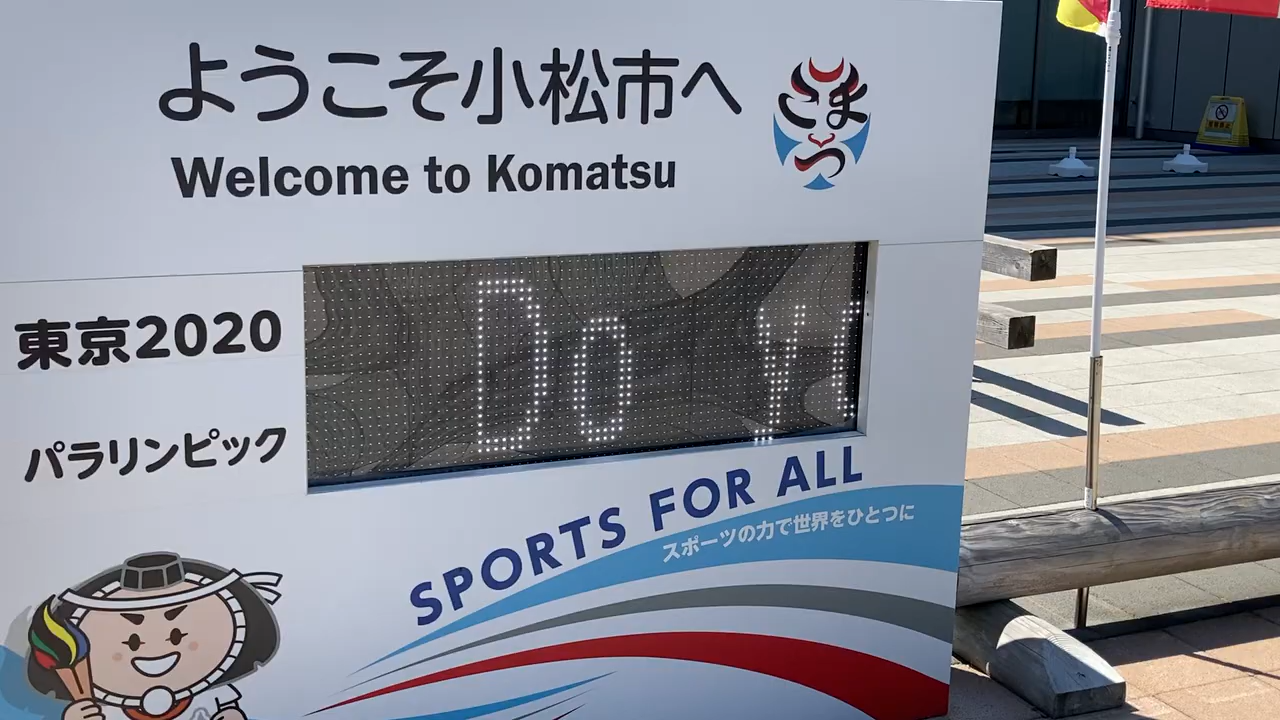 ようこそ小松市へ
こまつ
Welcome to Komatsu
東京2020
パラリンピック
Do
SPORTS FOR ALL
スポーツの力で世界をひとつに